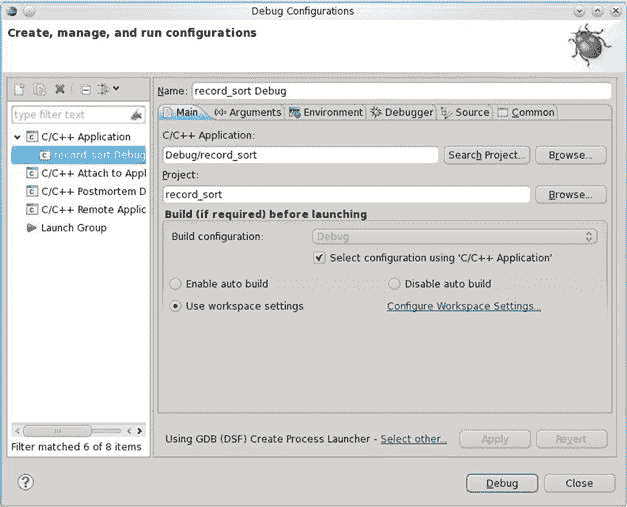 Debug Configurations
Create, manage, and run configurations
type filter text
C/C++ Application
record_sort Debug
C/C++ Attach to Appl
C/C++ Postmortem D
C/C++ Remote Applic
Launch Group
Filter matched 6 of 8 items
Name: record_sort Debug
Main Arguments Environment Debugger Source Common
C/C++ Application:
Debug/record_sort Search Project... Browse...
Project:
record_sort Browse...
Build (if required) before launching
Build configuration: Debug
Select configuration using 'C/C++ Application'
Enable auto build Disable auto build
Use workspace settings Configure Workspace Settings...
Using GDB (DSF) Create Process Launcher - Select other... Apply Revert
? Debug Close